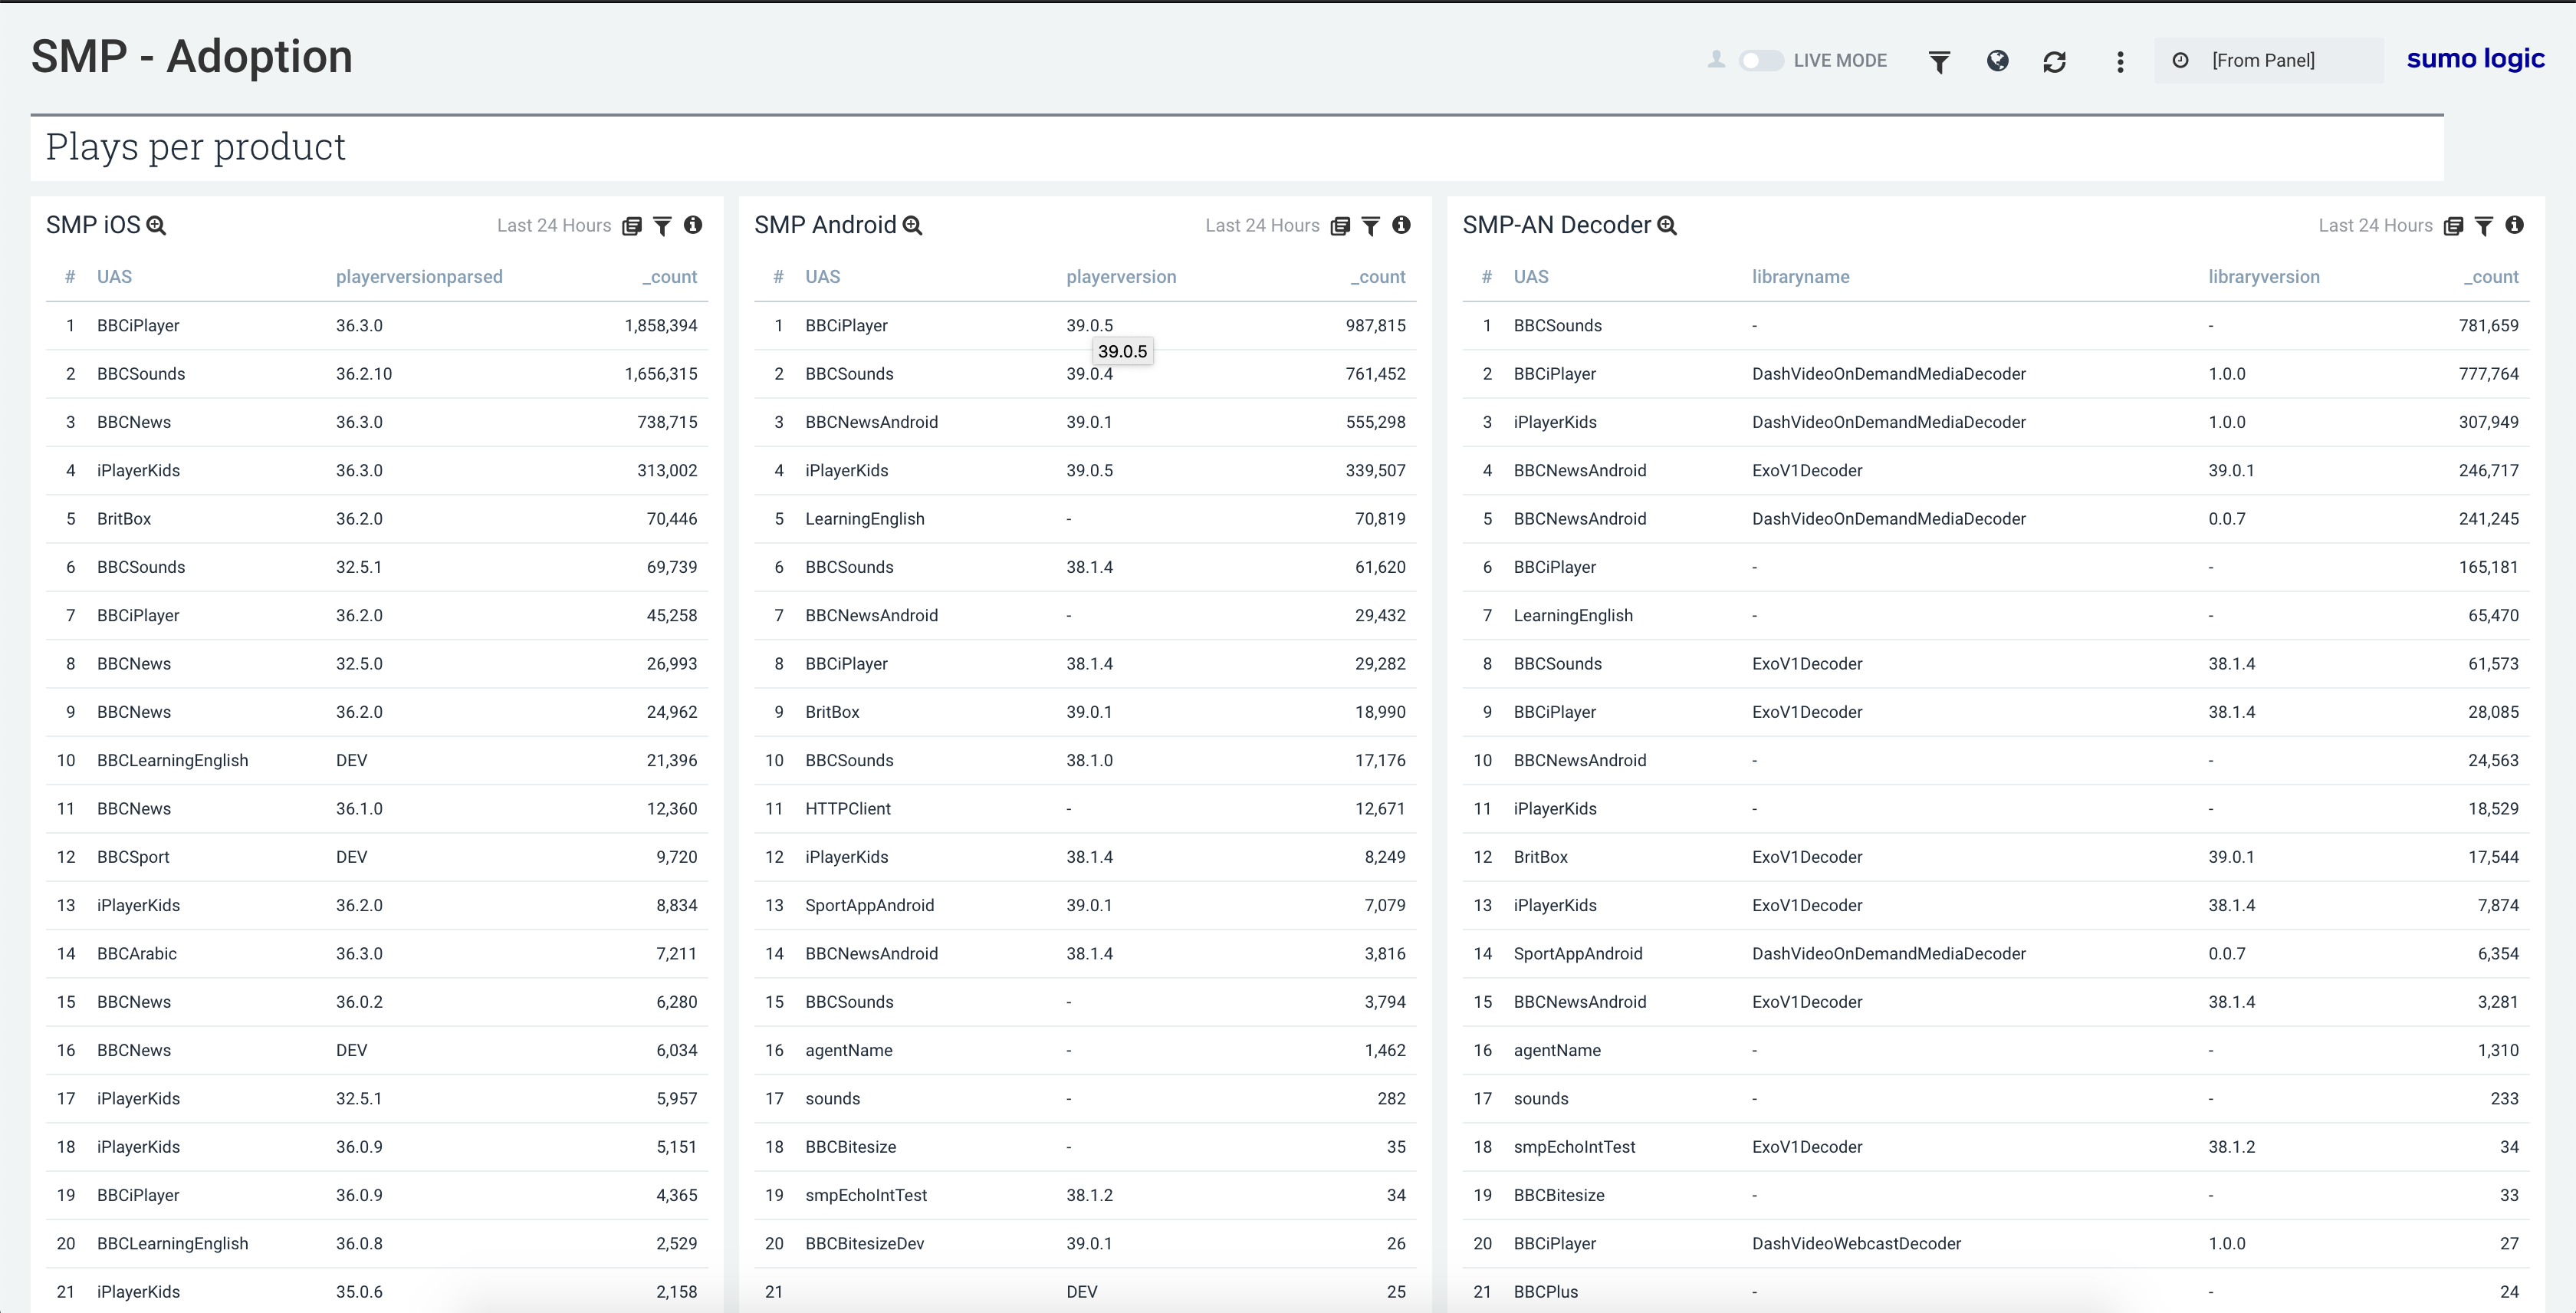 SMP - Adoption
LIVE MODE
[From Panel]
sumo logic
Plays per product
SMP iOS
Last 24 Hours
# UAS playerversionparsed _count
1 BBCiPlayer 36.3.0 1,858,394
2 BBCSounds 36.2.10 1,656,315
3 BBCNews 36.3.0 738,715
4 iPlayerKids 36.3.0 313,002
5 BritBox 36.2.0 70,446
6 BBCSounds 32.5.1 69,739
7 BBCiPlayer 36.2.0 45,258
8 BBCNews 32.5.0 26,993
9 BBCNews 36.2.0 24,962
10 BBCLearningEnglish DEV 21,396
11 BBCNews 36.1.0 12,360
12 BBCSport DEV 9,720
13 iPlayerKids 36.2.0 8,834
14 BBCArabic 36.3.0 7,211
15 BBCNews 36.0.2 6,280
16 BBCNews DEV 6,034
17 iPlayerKids 32.5.1 5,957
18 iPlayerKids 36.0.9 5,151
19 BBCiPlayer 36.0.9 4,365
20 BBCLearningEnglish 36.0.8 2,529
21 iPlayerKids 35.0.6 2,158
SMP Android
Last 24 Hours
# UAS playerversion _count
1 BBCiPlayer 39.0.5 987,815
39.0.5
2 BBCSounds 39.0.4 761,452
3 BBCNewsAndroid 39.0.1 555,298
4 iPlayerKids 39.0.5 339,507
5 LearningEnglish - 70,819
6 BBCSounds 38.1.4 61,620
7 BBCNewsAndroid - 29,432
8 BBCiPlayer 38.1.4 29,282
9 BritBox 39.0.1 18,990
10 BBCSounds 38.1.0 17,176
11 HTTPClient - 12,671
12 iPlayerKids 38.1.4 8,249
13 SportAppAndroid 39.0.1 7,079
14 BBCNewsAndroid 38.1.4 3,816
15 BBCSounds - 3,794
16 agentName - 1,462
17 sounds - 282
18 BBCBitesize - 35
19 smpEchoIntTest 38.1.2 34
20 BBCBitesizeDev 39.0.1 26
21 DEV 25
SMP-AN Decoder
Last 24 Hours
# UAS libraryname libraryversion _count
1 BBCSounds - - 781,659
2 BBCiPlayer DashVideoOnDemandMediaDecoder 1.0.0 777,764
3 iPlayerKids DashVideoOnDemandMediaDecoder 1.0.0 307,949
4 BBCNewsAndroid ExoV1Decoder 39.0.1 246,717
5 BBCNewsAndroid DashVideoOnDemandMediaDecoder 0.0.7 241,245
6 BBCiPlayer - - 165,181
7 LearningEnglish - - 65,470
8 BBCSounds ExoV1Decoder 38.1.4 61,573
9 BBCiPlayer ExoV1Decoder 38.1.4 28,085
10 BBCNewsAndroid - - 24,563
11 iPlayerKids - - 18,529
12 BritBox ExoV1Decoder 39.0.1 17,544
13 iPlayerKids ExoV1Decoder 38.1.4 7,874
14 SportAppAndroid DashVideoOnDemandMediaDecoder 0.0.7 6,354
15 BBCNewsAndroid ExoV1Decoder 38.1.4 3,281
16 agentName - - 1,310
17 sounds - - 233
18 smpEchoIntTest ExoV1Decoder 38.1.2 34
19 BBCBitesize - - 33
20 BBCiPlayer DashVideoWebcastDecoder 1.0.0 27
21 BBCPlus - - 24